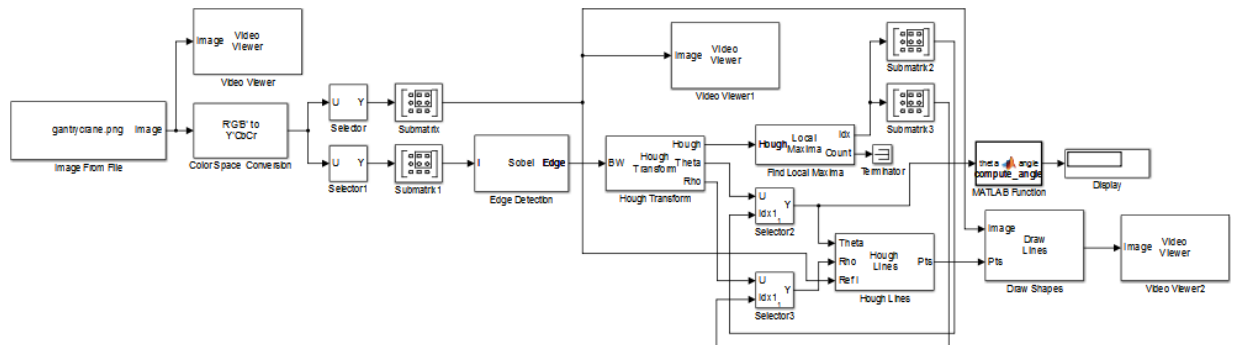 Image
Video
Viewer
Video Viewer
gantrycrane.png Image
Image From File
R'G'B' to
Y'CbCr
Color Space Conversion
U Y
Selector
Submatrix
U Y
Selector1
Submatrix1
I Sobel Edge
Edge Detection
Image
Video
Viewer
Video Viewer1
BW Hough
Transform
Hough
Theta
Rho
Hough Transform
Hough Local
Maxima
Idx
Count
Find Local Maxima
Terminator
Submatrix2
Submatrix3
U
Idx1
Y
1
Selector2
U
Idx1
Y
1
Selector3
Theta
Rho
Ref I
Hough
Lines
Pts
Hough Lines
theta angle
compute_angle
MATLAB Function
Display
Image
Pts
Draw
Lines
Draw Shapes
Image
Video
Viewer
Video Viewer2